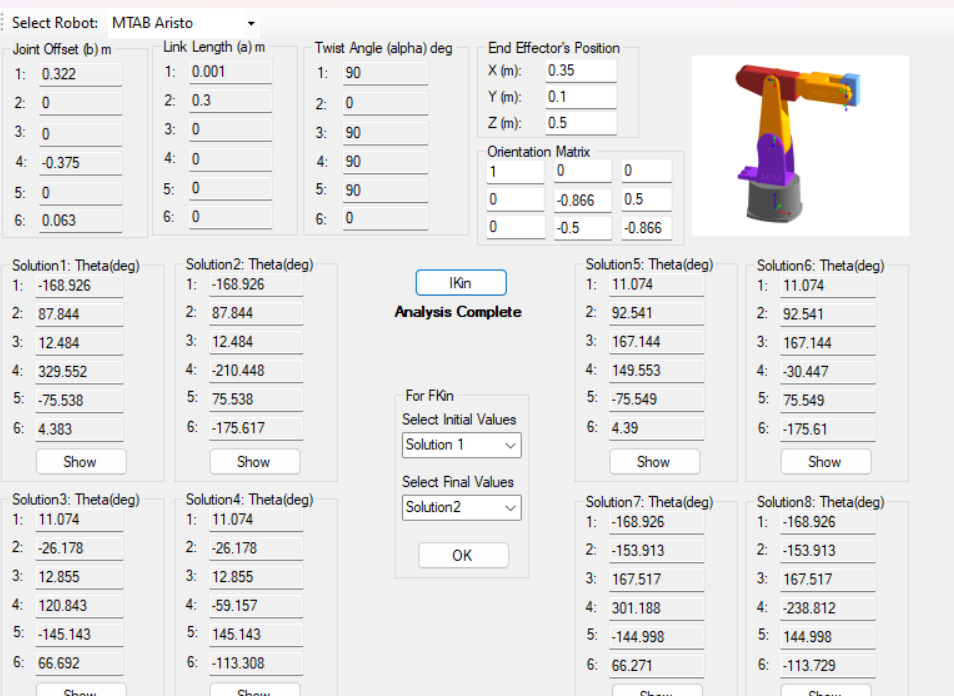 Select Robot: MTAB Aristo
Joint Offset (b) m
1: 0.322
2: 0
3: 0
4: -0.375
5: 0
6: 0.063
Link Length (a) m
1: 0.001
2: 0.3
3: 0
4: 0
5: 0
6: 0
Twist Angle (alpha) deg
1: 90
2: 0
3: 90
4: 90
5: 90
6: 0
End Effector's Position
X (m): 0.35
Y (m): 0.1
Z (m): 0.5
Orientation Matrix
1 0 0
0 -0.866 0.5
0 -0.5 -0.866
Solution1: Theta(deg)
1: -168.926
2: 87.844
3: 12.484
4: 329.552
5: -75.538
6: 4.383
Show
Solution2: Theta(deg)
1: -168.926
2: 87.844
3: 12.484
4: -210.448
5: 75.538
6: -175.617
Show
IKin
Analysis Complete
For FKin
Select Initial Values
Solution 1
Select Final Values
Solution2
OK
Solution5: Theta(deg)
1: 11.074
2: 92.541
3: 167.144
4: 149.553
5: -75.549
6: 4.39
Show
Solution6: Theta(deg)
1: 11.074
2: 92.541
3: 167.144
4: -30.447
5: 75.549
6: -175.61
Show
Solution3: Theta(deg)
1: 11.074
2: -26.178
3: 12.855
4: 120.843
5: -145.143
6: 66.692
Show
Solution4: Theta(deg)
1: 11.074
2: -26.178
3: 12.855
4: -59.157
5: 145.143
6: -113.308
Show
Solution7: Theta(deg)
1: -168.926
2: -153.913
3: 167.517
4: 301.188
5: -144.998
6: 66.271
Show
Solution8: Theta(deg)
1: -168.926
2: -153.913
3: 167.517
4: -238.812
5: 144.998
6: -113.729
Show